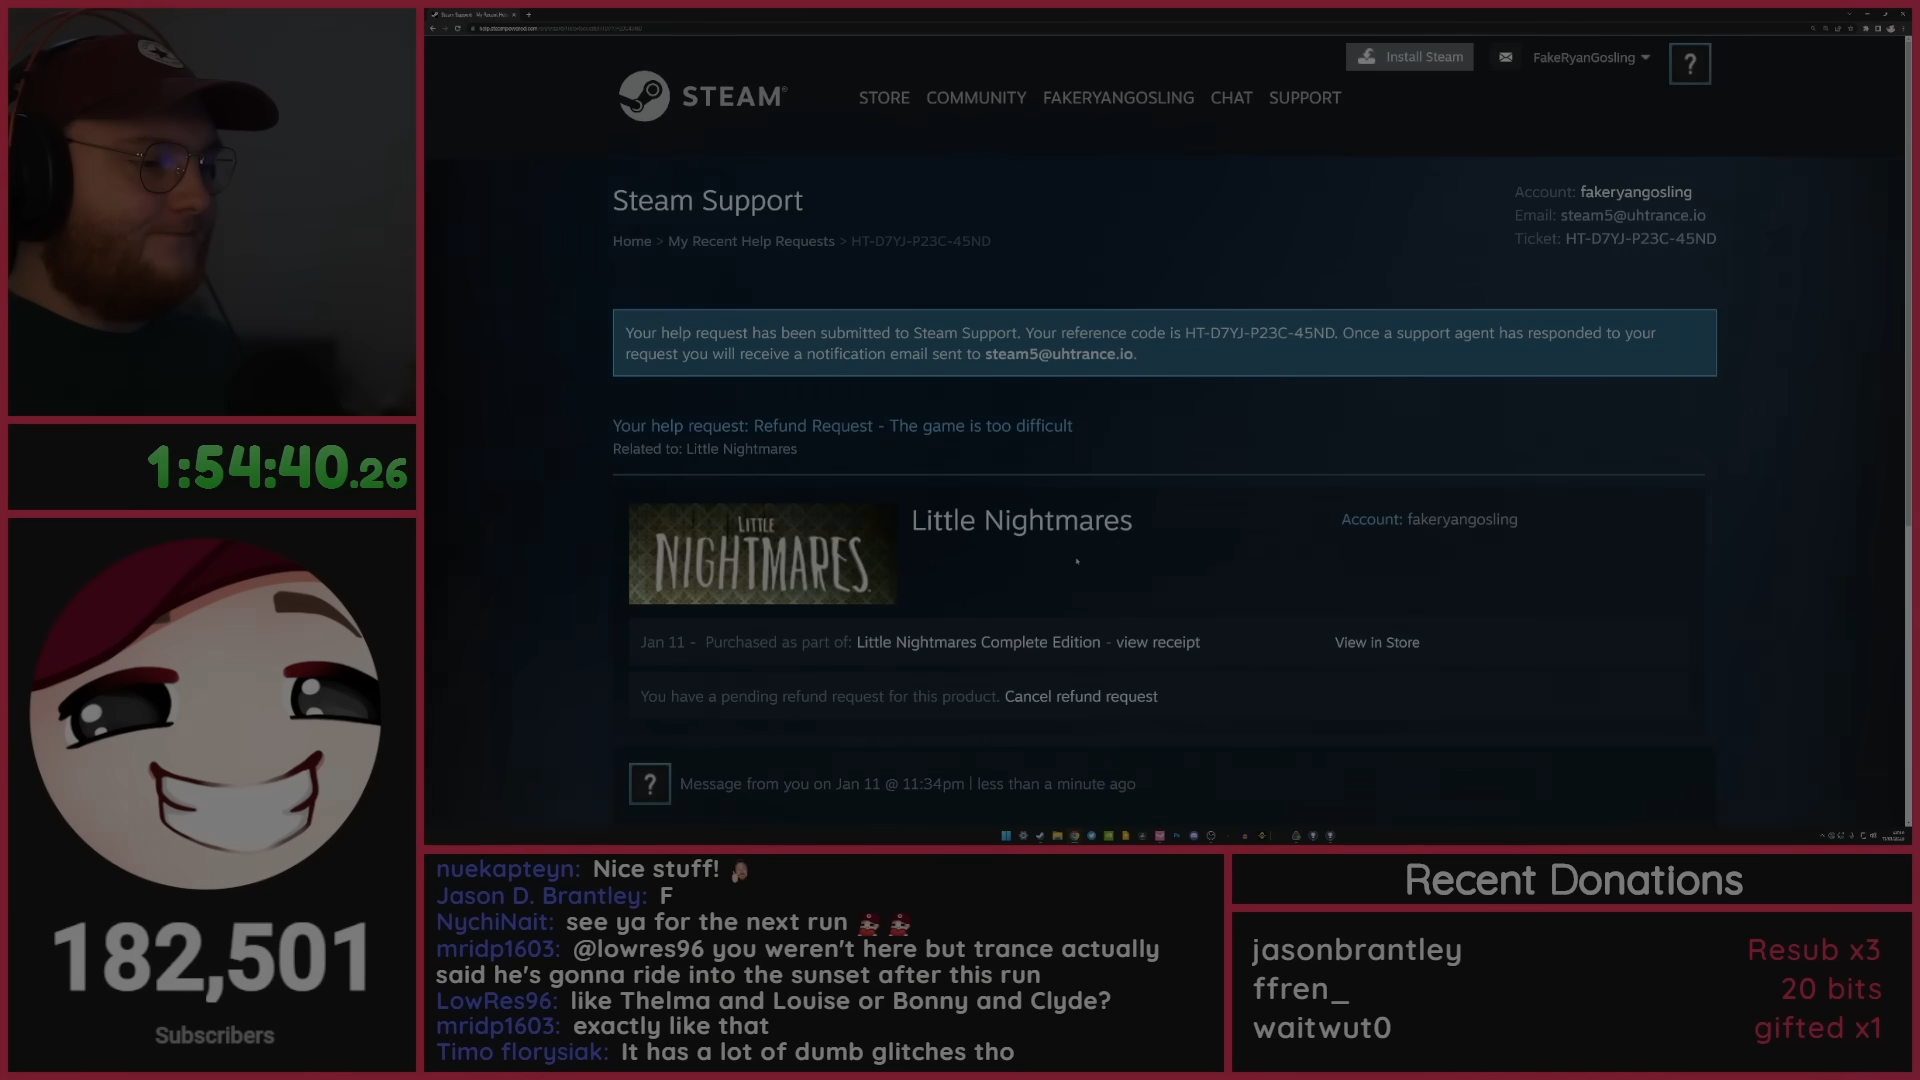 Install Steam
FakeRyanGosling
?
STEAM®
STORE COMMUNITY FAKERYANGOSLING CHAT SUPPORT
Steam Support
Home > My Recent Help Requests > HT-D7YJ-P23C-45ND
Account: fakeryangosling
Email: steam5@uhtrance.io
Ticket: HT-D7YJ-P23C-45ND
Your help request has been submitted to Steam Support. Your reference code is HT-D7YJ-P23C-45ND. Once a support agent has responded to your
request you will receive a notification email sent to steam5@uhtrance.io.
Your help request: Refund Request - The game is too difficult
Related to: Little Nightmares
LITTLE
NIGHTMARES
Little Nightmares
Account: fakeryangosling
Jan 11 - Purchased as part of: Little Nightmares Complete Edition - view receipt
View in Store
You have a pending refund request for this product. Cancel refund request
? Message from you on Jan 11 @ 11:34pm | less than a minute ago
1:54:40.26
182,501
Subscribers
nuekapteyn: Nice stuff!
Jason D. Brantley: F
NychiNait: see ya for the next run
mridp1603: @lowres96 you weren't here but trance actually
said he's gonna ride into the sunset after this run
LowRes96: like Thelma and Louise or Bonny and Clyde?
mridp1603: exactly like that
Timo florysiak: It has a lot of dumb glitches tho
Recent Donations
jasonbrantley Resub x3
ffren_ 20 bits
waitwut0 gifted x1